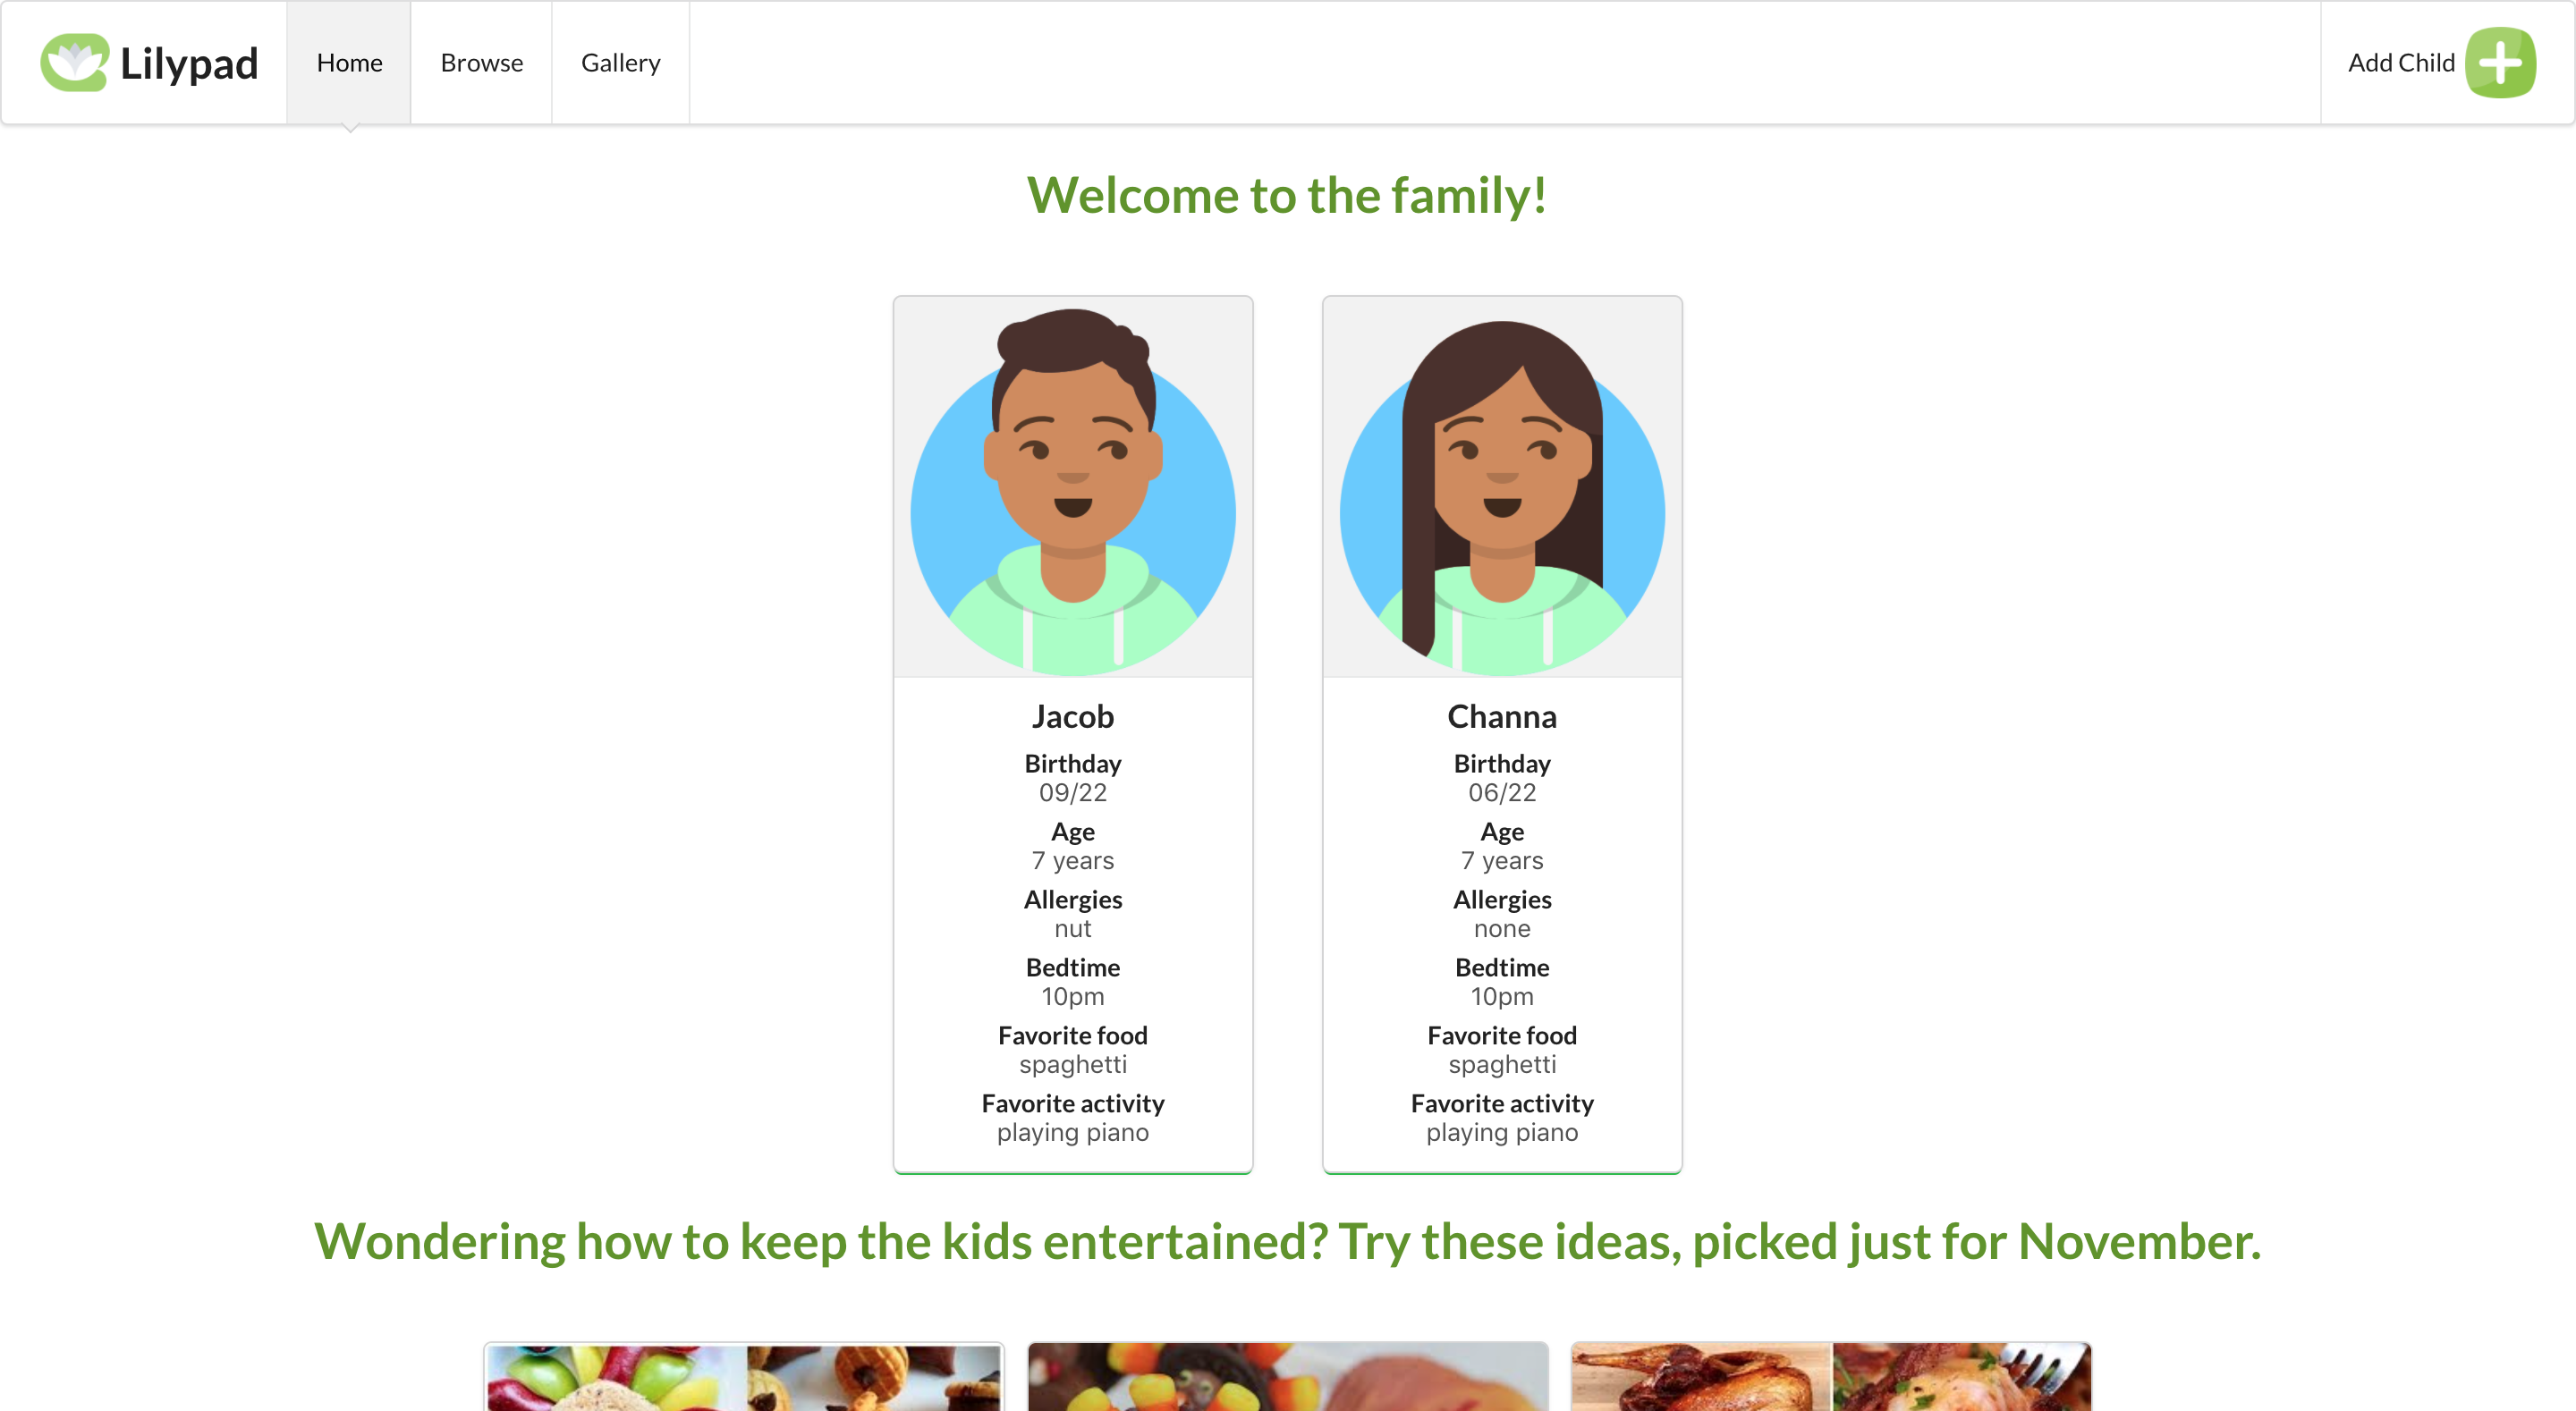 Lilypad
Home
Browse
Gallery
Add Child
Welcome to the family!
Jacob
Birthday
09/22
Age
7 years
Allergies
nut
Bedtime
10pm
Favorite food
spaghetti
Favorite activity
playing piano
Channa
Birthday
06/22
Age
7 years
Allergies
none
Bedtime
10pm
Favorite food
spaghetti
Favorite activity
playing piano
Wondering how to keep the kids entertained? Try these ideas, picked just for November.